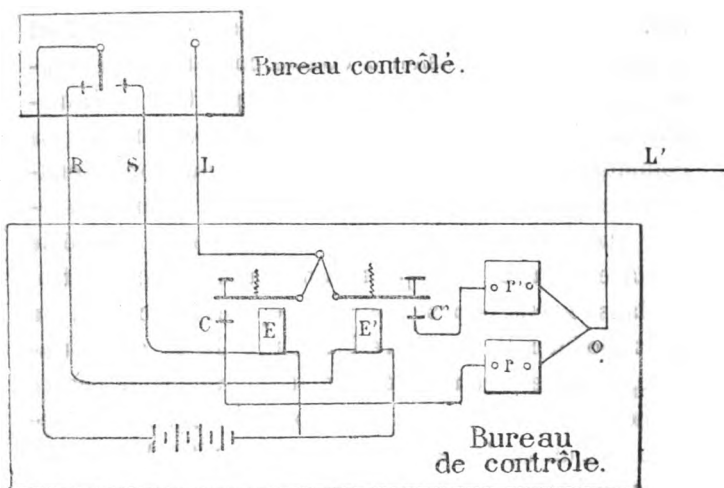 Bureau contrôlé.
R S L L'
C E E' C' r'
r o.
Bureau
de contrôle.